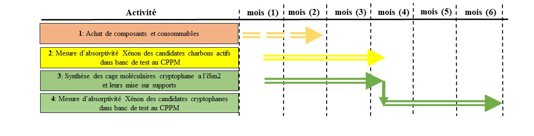 Activité mois (1) mois (2) mois (3) mois (4) mois (5) mois (6)
1: Achat de composants et consommables
2: Mesure d'absorptivité Xénon des candidates charbons actifs
dans banc de test au CPPM
3: Synthèse des cage moléculaires cryptophane a l'iSm2
et leurs mise sur supports
4: Mesure d'absorptivité Xénon des candidates cryptophanes
dans banc de test au CPPM